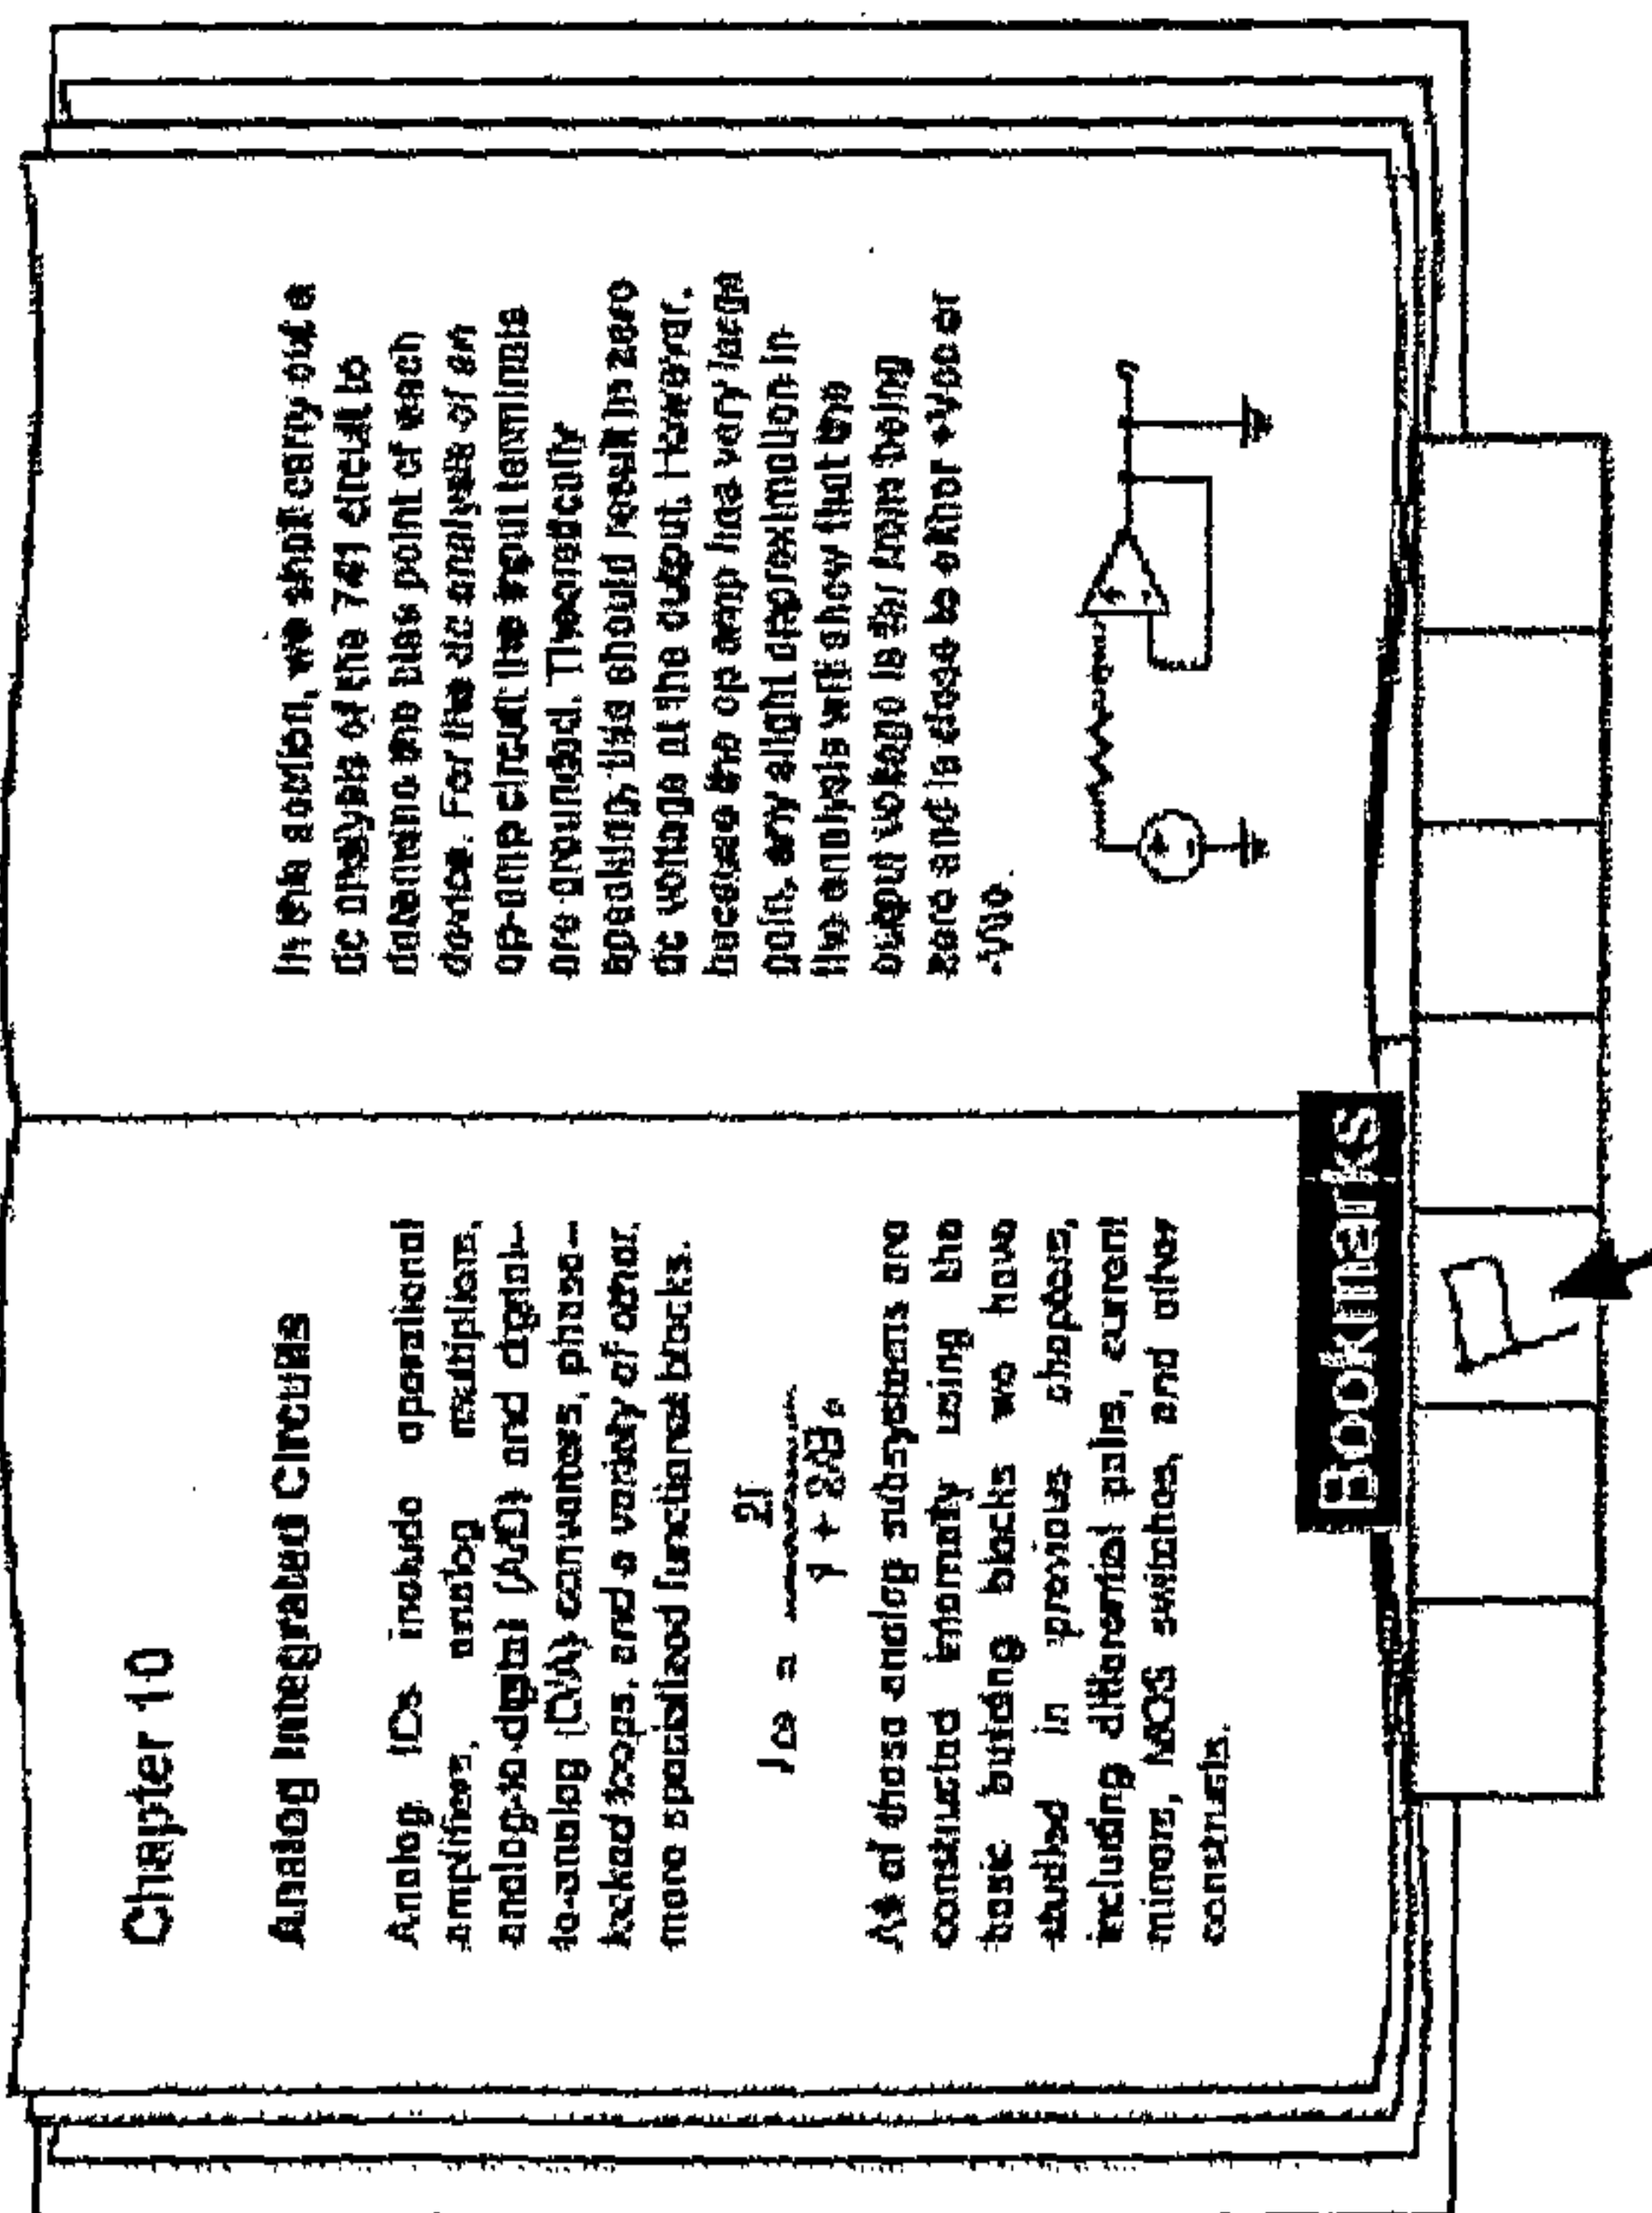 Chapter 10
Analog Integrated Circuits
Analog ICs include operational
amplifiers, analog multipliers,
analog-to-digital (A/D) and digital-
to-analog (D/A) converters, phase-
locked loops, and a variety of other,
more specialized functional blocks.
All of these analog subsystems are
constructed internally using the
basic building blocks we have
studied in previous chapters,
including differential pairs, current
mirrors, MOS switches, and other
In this section, we shall carry out a
dc analysis of the 741 circuit to
determine the bias point of each
device. For the dc analysis of an
op-amp circuit the input terminals
are grounded. Theoretically
speaking, this should result in zero
dc voltage at the output. However,
because the op amp has very large
gain, any slight approximation in
the analysis will show that the
output voltage is far from being
zero and is close to either +Vcc or
Bookmarks